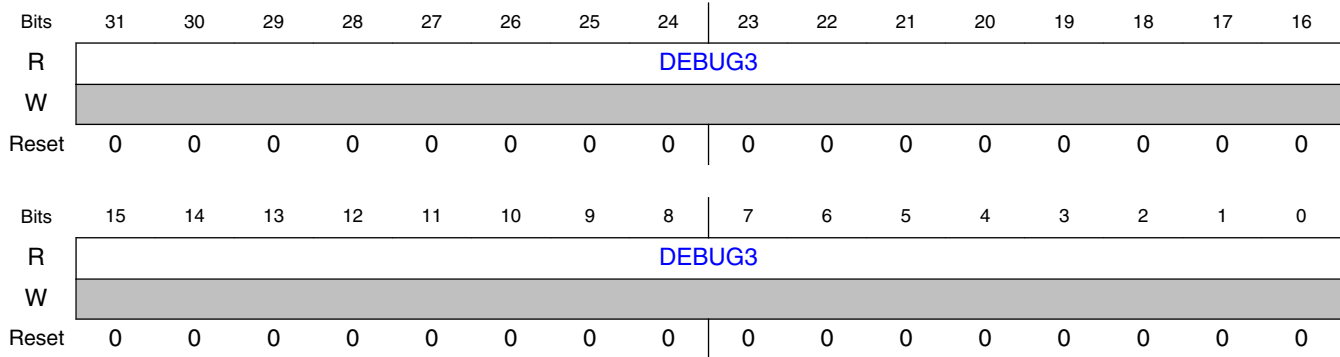 Bits 31 30 29 28 27 26 25 24 23 22 21 20 19 18 17 16
R DEBUG3
W
Reset 0 0 0 0 0 0 0 0 0 0 0 0 0 0 0 0
Bits 15 14 13 12 11 10 9 8 7 6 5 4 3 2 1 0
R DEBUG3
W
Reset 0 0 0 0 0 0 0 0 0 0 0 0 0 0 0 0